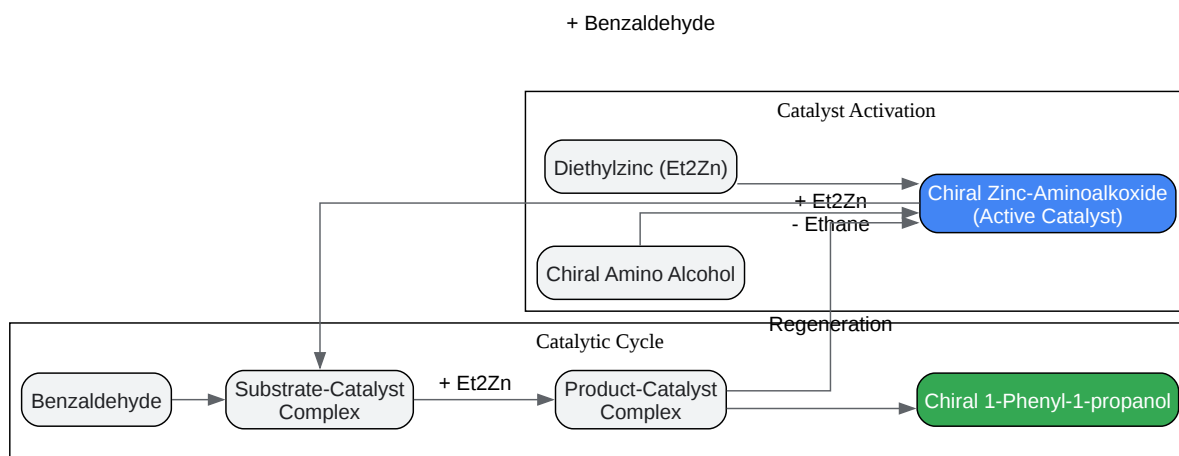 + Benzaldehyde
Catalyst Activation
Diethylzinc (Et2Zn)
Chiral Zinc-Aminoalkoxide
(Active Catalyst)
+ Et2Zn
- Ethane
Chiral Amino Alcohol
Regeneration
Catalytic Cycle
Benzaldehyde
Substrate-Catalyst
Complex
+ Et2Zn
Product-Catalyst
Complex
Chiral 1-Phenyl-1-propanol